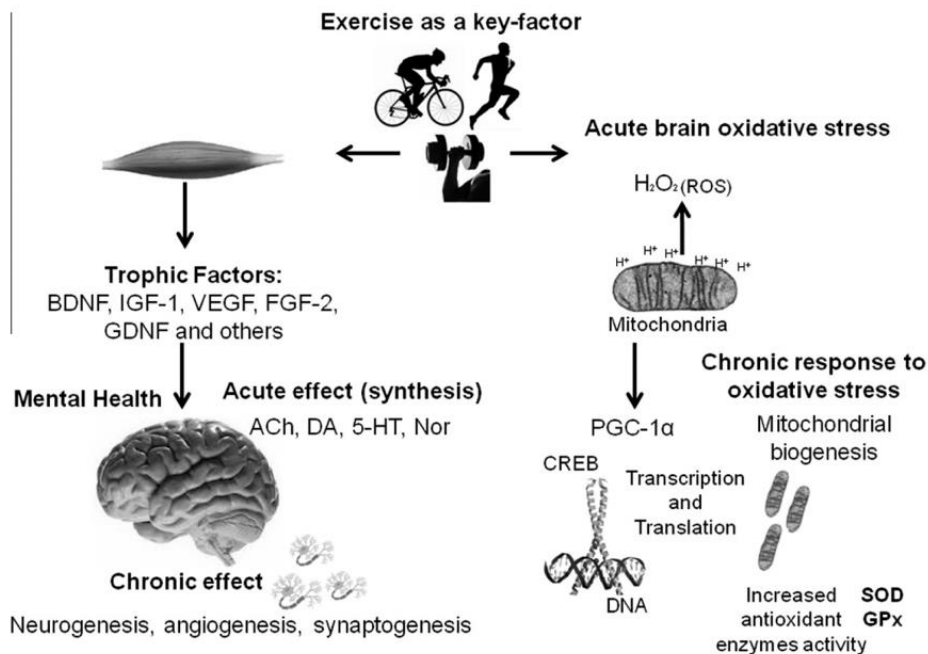 Exercise as a key-factor
Acute brain oxidative stress
H₂O₂ (ROS)
H⁺ H⁺ H⁺ H⁺ H⁺ H⁺ H⁺
Mitochondria
Trophic Factors:
BDNF, IGF-1, VEGF, FGF-2,
GDNF and others
Mental Health
Acute effect (synthesis)
ACh, DA, 5-HT, Nor
Chronic effect
Neurogenesis, angiogenesis, synaptogenesis
PGC-1α
CREB
Transcription
and
Translation
DNA
Chronic response to
oxidative stress
Mitochondrial
biogenesis
Increased SOD
antioxidant GPx
enzymes activity